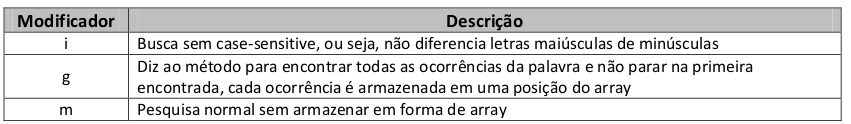 Modificador Descrição
i Busca sem case-sensitive, ou seja, não diferencia letras maiúsculas de minúsculas
g Diz ao método para encontrar todas as ocorrências da palavra e não parar na primeira
encontrada, cada ocorrência é armazenada em uma posição do array
m Pesquisa normal sem armazenar em forma de array